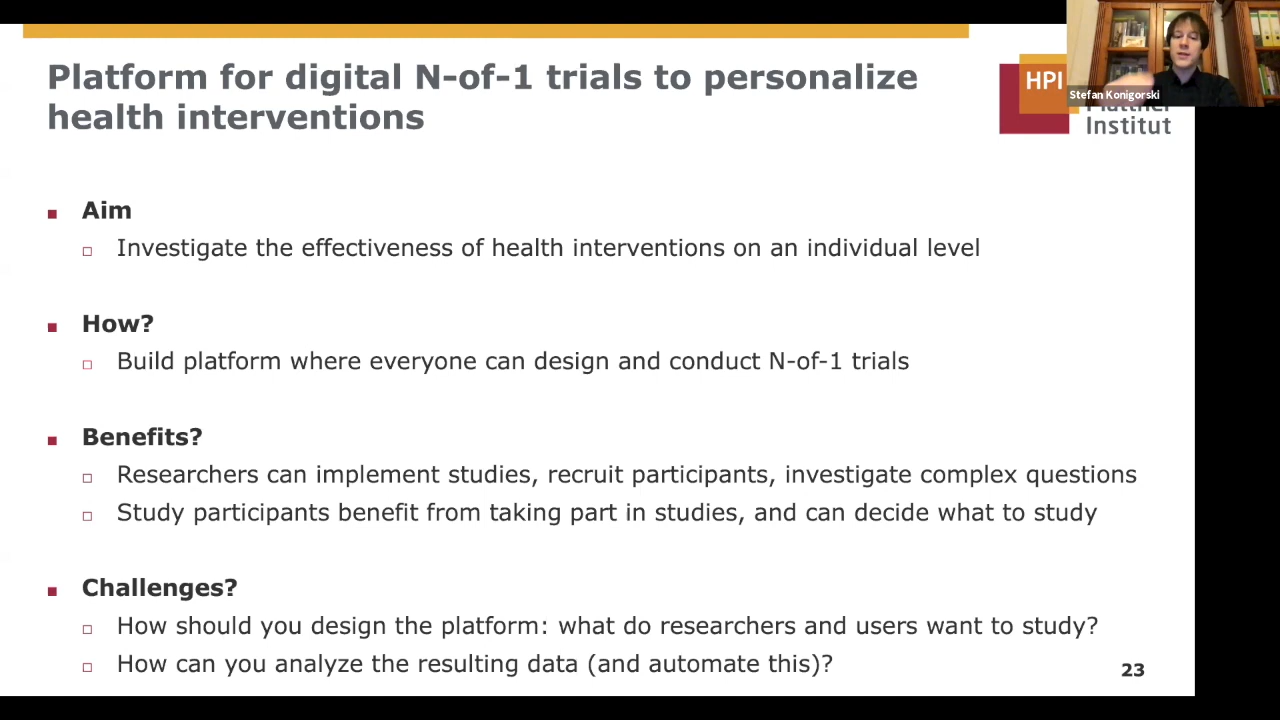 Platform for digital N-of-1 trials to personalize
health interventions
HPI
Institut
Stefan Konigorski
Aim
Investigate the effectiveness of health interventions on an individual level
How?
Build platform where everyone can design and conduct N-of-1 trials
Benefits?
Researchers can implement studies, recruit participants, investigate complex questions
Study participants benefit from taking part in studies, and can decide what to study
Challenges?
How should you design the platform: what do researchers and users want to study?
How can you analyze the resulting data (and automate this)?
23